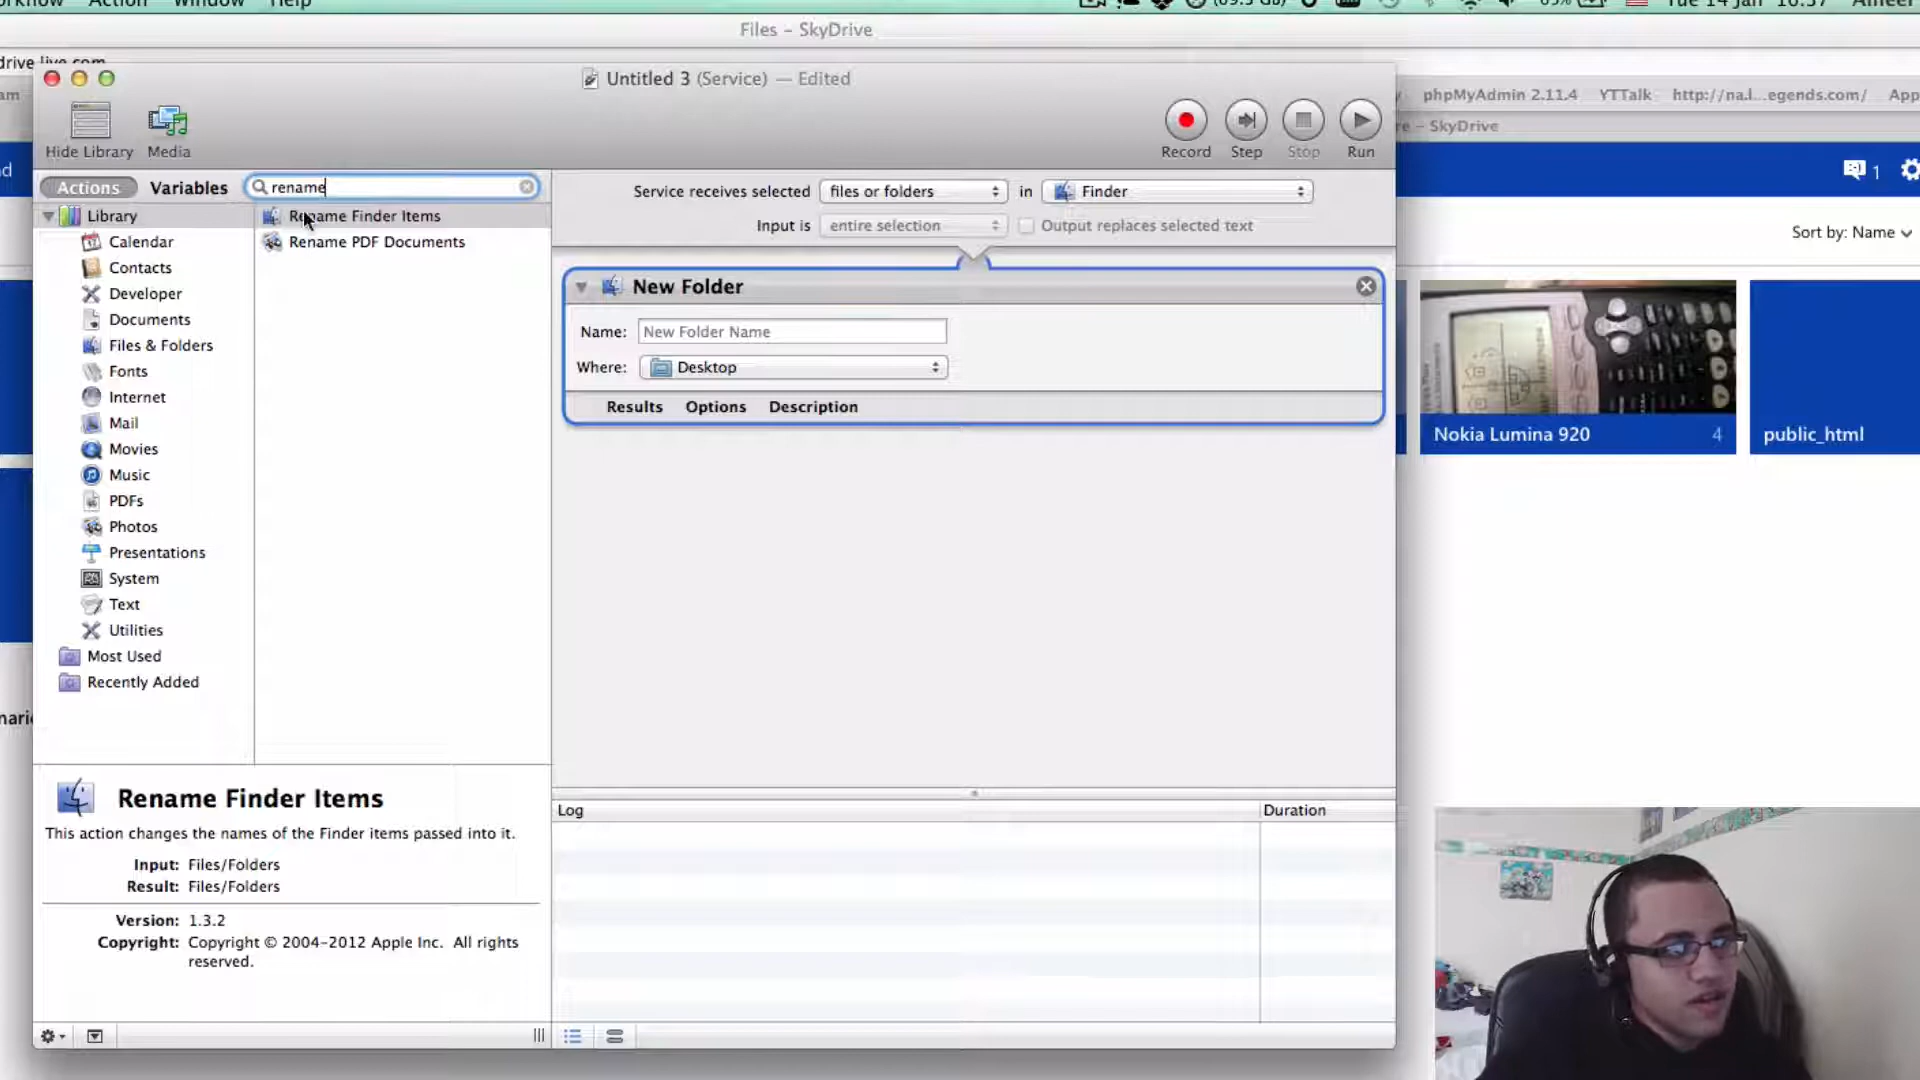 Action Window Help
Tue 14 Jan
Files – SkyDrive
Untitled 3 (Service) — Edited
phpMyAdmin 2.11.4 YTTalk http://na.l...egends.com/
– SkyDrive
Hide Library Media
Record Step Stop Run
Actions Variables rename
Service receives selected files or folders in Finder
Input is entire selection Output replaces selected text
1
Sort by: Name
Library
Calendar
Contacts
Developer
Documents
Files & Folders
Fonts
Internet
Mail
Movies
Music
PDFs
Photos
Presentations
System
Text
Utilities
Most Used
Recently Added
Rename Finder Items
Rename PDF Documents
New Folder
Name: New Folder Name
Where: Desktop
Results Options Description
Nokia Lumina 920 4
public_html
Rename Finder Items
This action changes the names of the Finder items passed into it.
Input: Files/Folders
Result: Files/Folders
Version: 1.3.2
Copyright: Copyright © 2004–2012 Apple Inc. All rights
reserved.
Log Duration